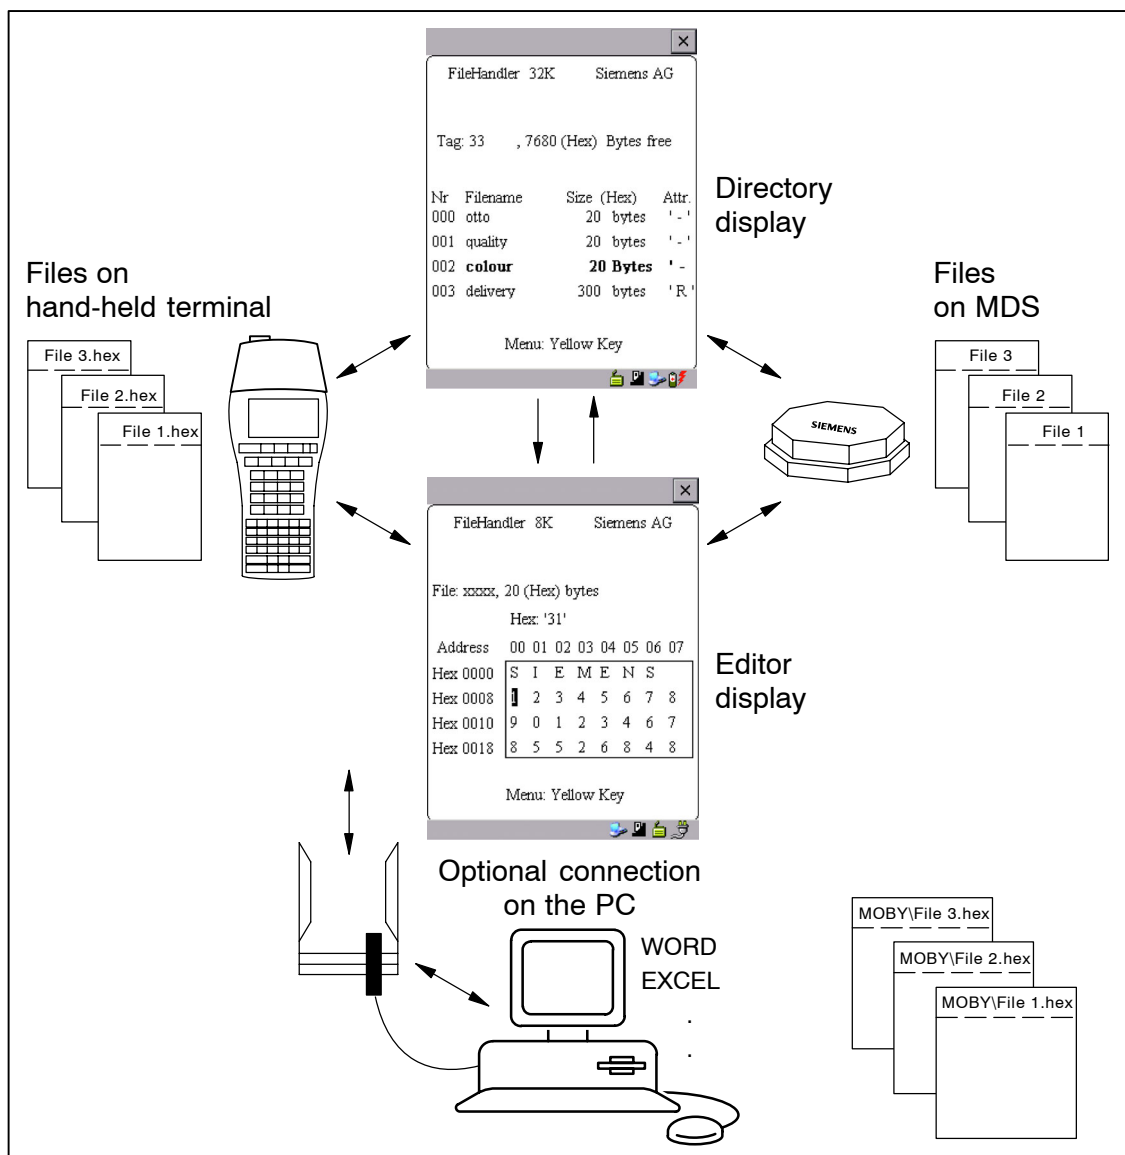 FileHandler 32K Siemens AG
Tag: 33 , 7680 (Hex) Bytes free
Nr Filename Size (Hex) Attr.
000 otto 20 bytes '-'
001 quality 20 bytes '-'
002 colour 20 Bytes '-
003 delivery 300 bytes 'R'
Menu: Yellow Key
Directory
display
Files on
hand-held terminal
File 3.hex
File 2.hex
File 1.hex
Files
on MDS
File 3
File 2
File 1
SIEMENS
FileHandler 8K Siemens AG
File: xxxx, 20 (Hex) bytes
Hex: '31'
Address 00 01 02 03 04 05 06 07
Hex 0000 S I E M E N S
Hex 0008 1 2 3 4 5 6 7 8
Hex 0010 9 0 1 2 3 4 6 7
Hex 0018 8 5 5 2 6 8 4 8
Menu: Yellow Key
Editor
display
Optional connection
on the PC
WORD
EXCEL
.
.
MOBY\File 3.hex
MOBY\File 2.hex
MOBY\File 1.hex